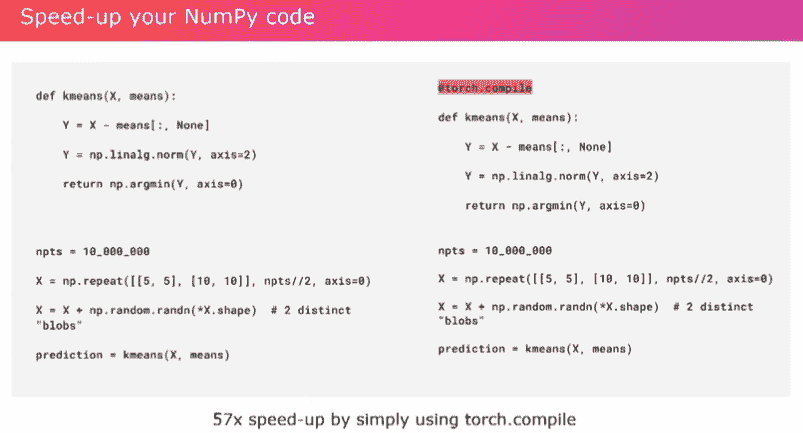 Speed-up your NumPy code
def kmeans(X, means):
Y = X - means[:, None]
Y = np.linalg.norm(Y, axis=2)
return np.argmin(Y, axis=0)
npts = 10_000_000
X = np.repeat([[5, 5], [10, 10]], npts//2, axis=0)
X = X + np.random.randn(*X.shape)  # 2 distinct
"blobs"
prediction = kmeans(X, means)
@torch.compile
def kmeans(X, means):
Y = X - means[:, None]
Y = np.linalg.norm(Y, axis=2)
return np.argmin(Y, axis=0)
npts = 10_000_000
X = np.repeat([[5, 5], [10, 10]], npts//2, axis=0)
X = X + np.random.randn(*X.shape)  # 2 distinct
"blobs"
prediction = kmeans(X, means)
57x speed-up by simply using torch.compile